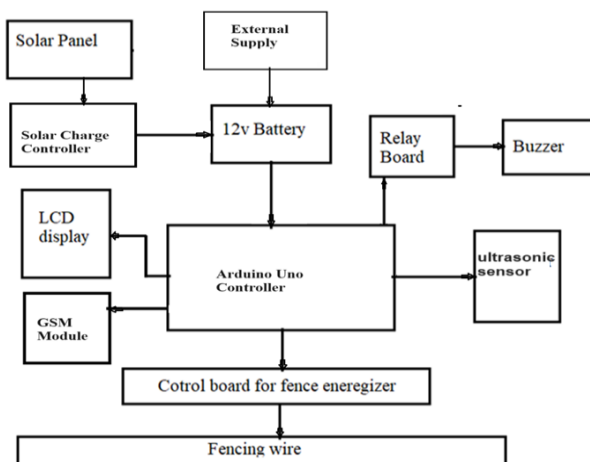 Solar Panel
External
Supply
Solar Charge
Controller
12v Battery
Relay
Board
Buzzer
LCD
display
Arduino Uno
Controller
ultrasonic
sensor
GSM
Module
Cotrol board for fence eneregizer
Fencing wire